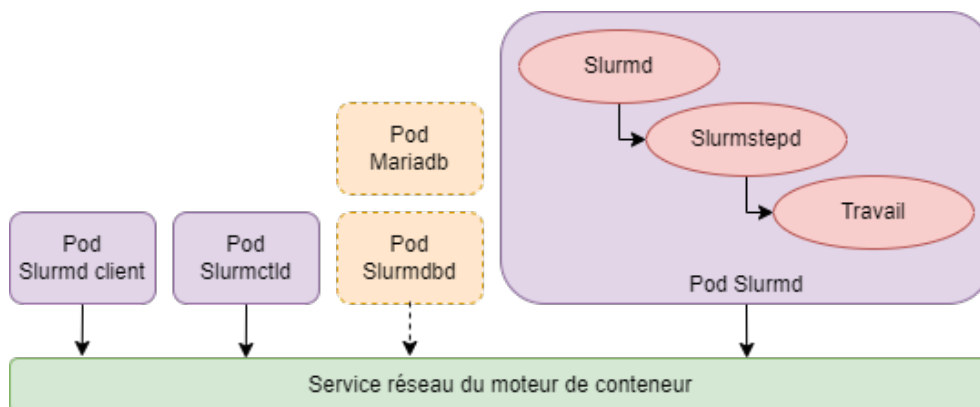 Slurmd
Slurmstepd
Travail
Pod Slurmd
Pod
Mariadb
Pod
Slurmd client
Pod
Slurmctld
Pod
Slurmdbd
Service réseau du moteur de conteneur